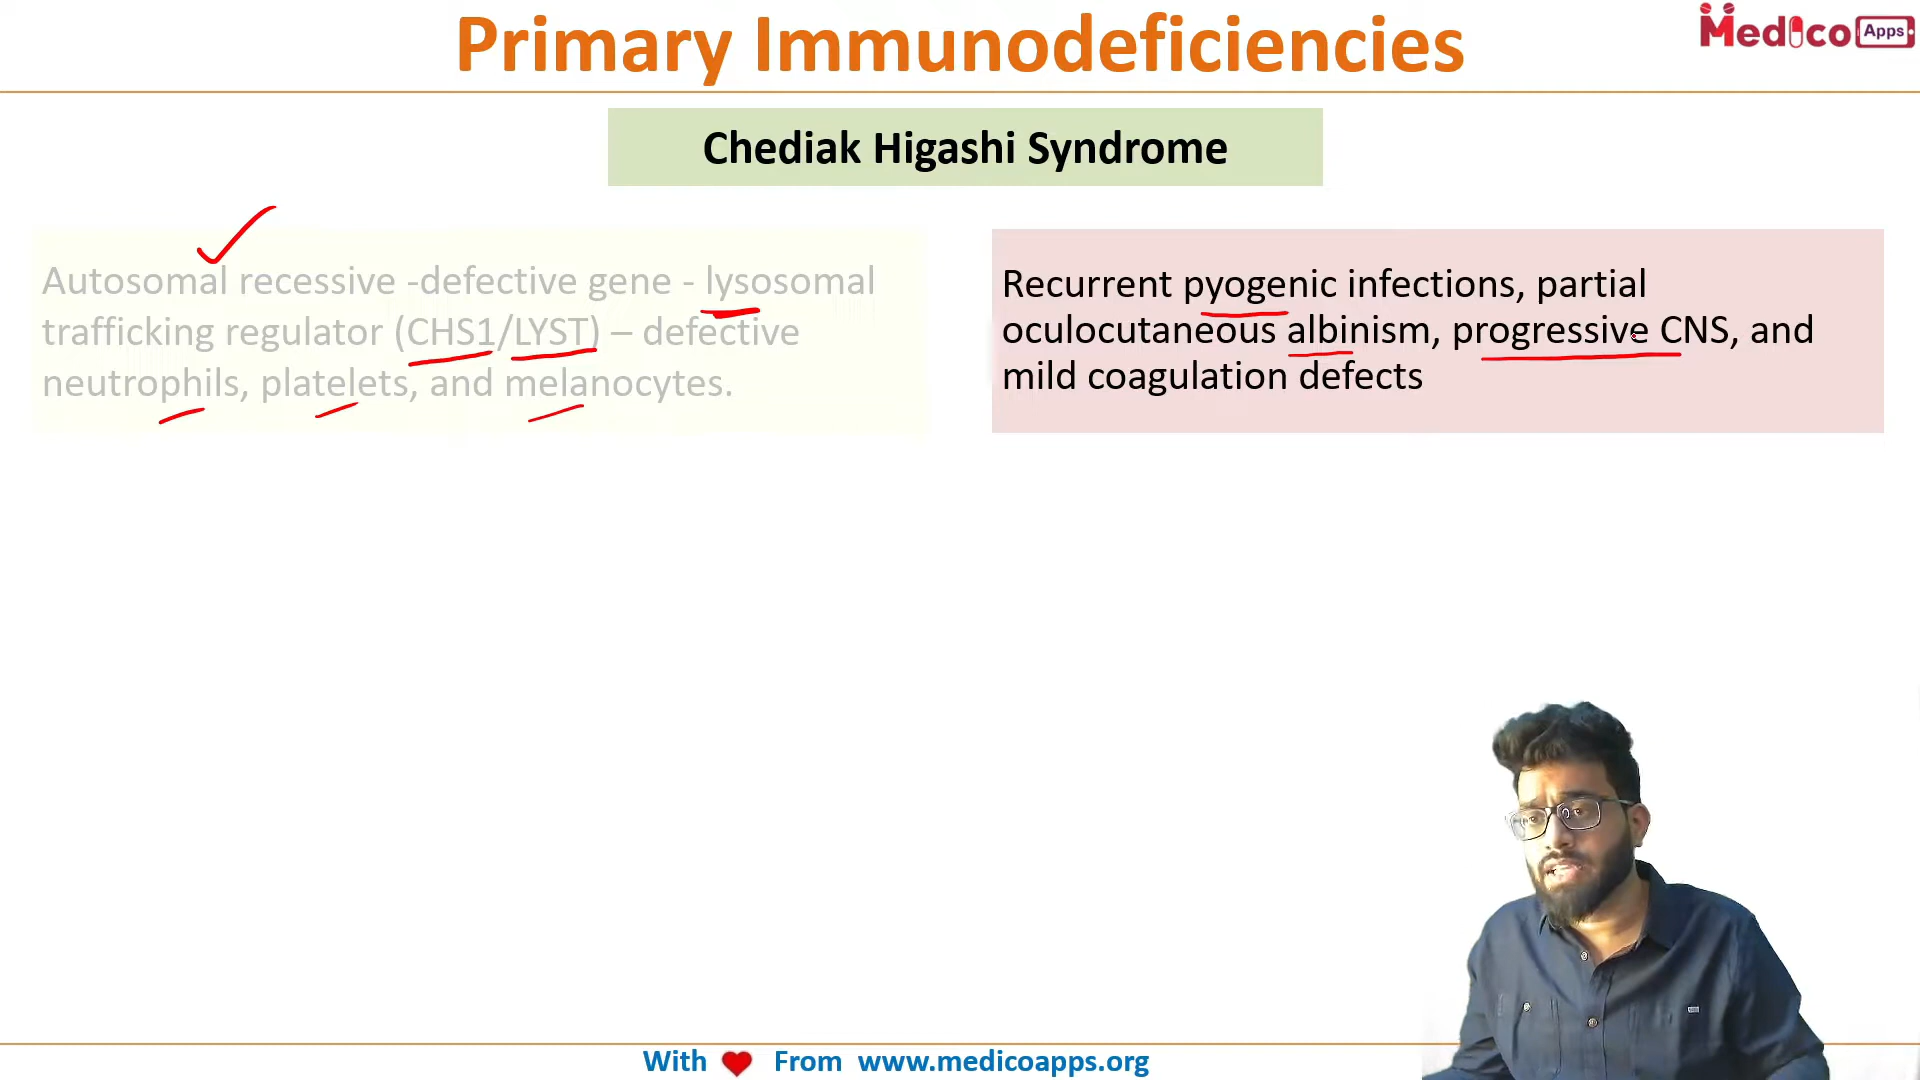 Primary Immunodeficiencies
Medico Apps
Chediak Higashi Syndrome
Autosomal recessive -defective gene - lysosomal
trafficking regulator (CHS1/LYST) – defective
neutrophils, platelets, and melanocytes.
Recurrent pyogenic infections, partial
oculocutaneous albinism, progressive CNS, and
mild coagulation defects
With From www.medicoapps.org